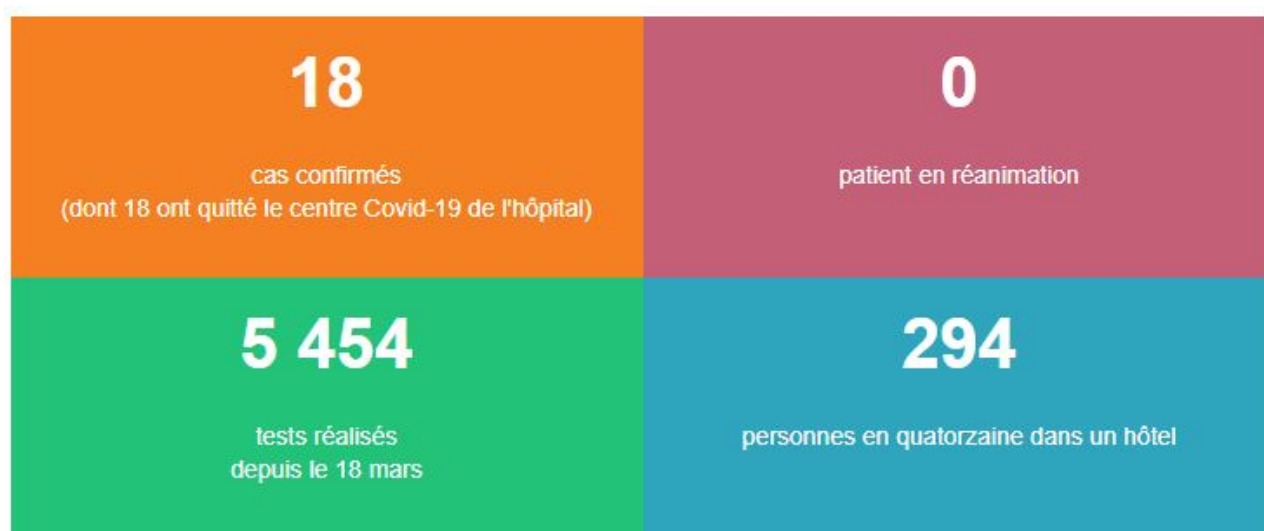 18
cas confirmés
(dont 18 ont quitté le centre Covid-19 de l'hôpital)
0
patient en réanimation
5 454
tests réalisés
depuis le 18 mars
294
personnes en quatorzaine dans un hôtel